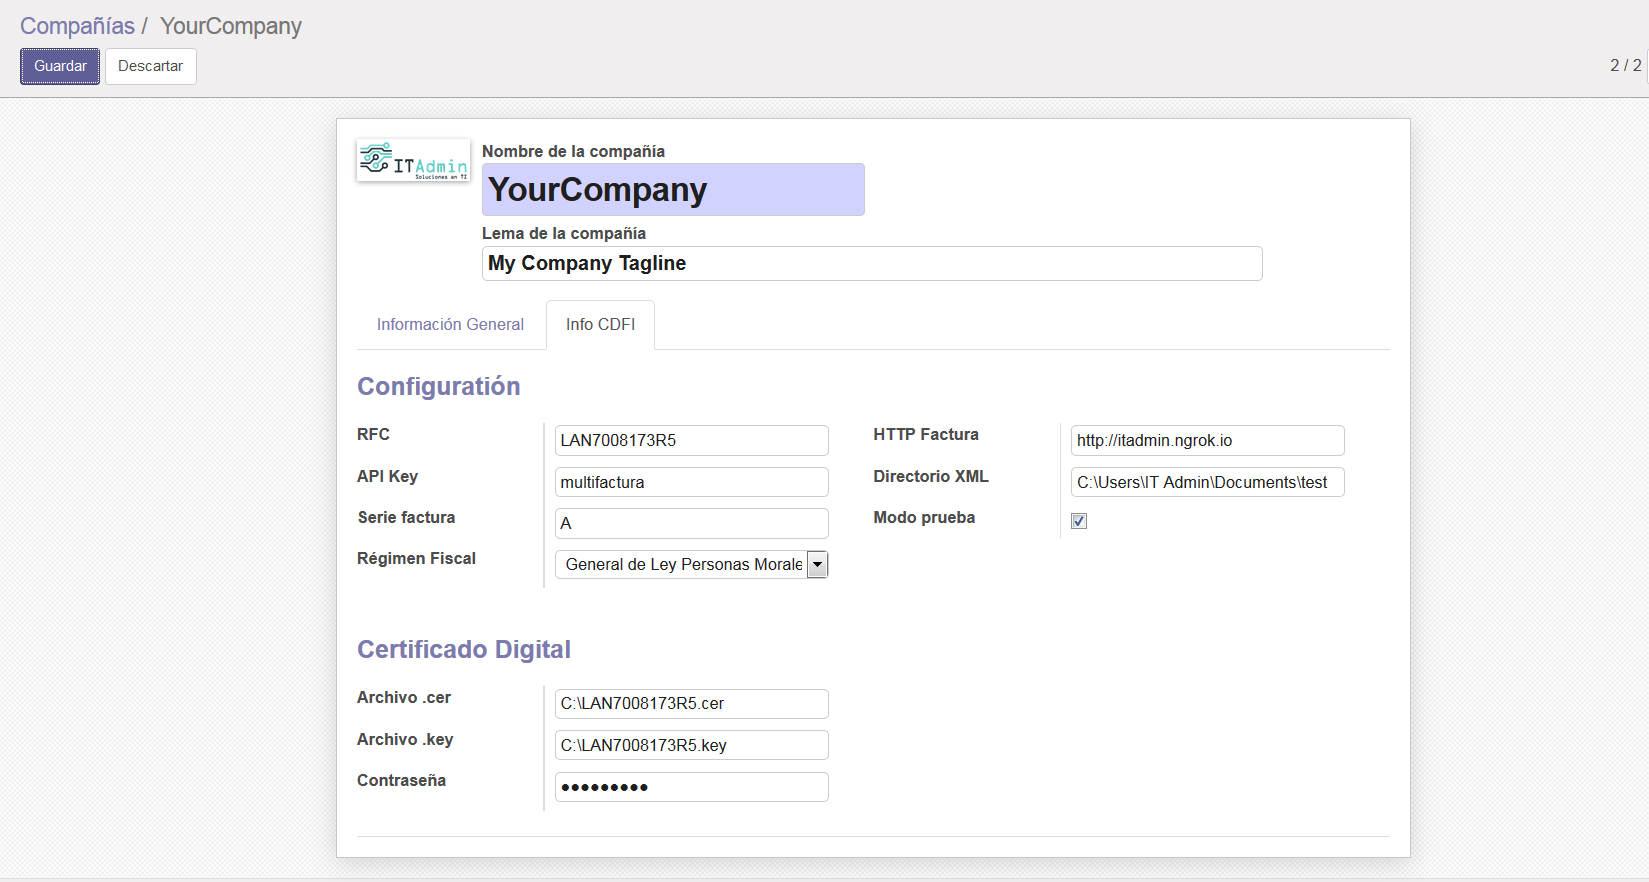 Compañías / YourCompany
Guardar Descartar 2 / 2
ITAdmin
Soluciones en TI
Nombre de la compañía
YourCompany
Lema de la compañía
My Company Tagline
Información General Info CDFI
Configuratión
RFC LAN7008173R5 HTTP Factura http://itadmin.ngrok.io
API Key multifactura Directorio XML C:\Users\IT Admin\Documents\test
Serie factura A Modo prueba
Régimen Fiscal General de Ley Personas Morale
Certificado Digital
Archivo .cer C:\LAN7008173R5.cer
Archivo .key C:\LAN7008173R5.key
Contraseña •••••••••